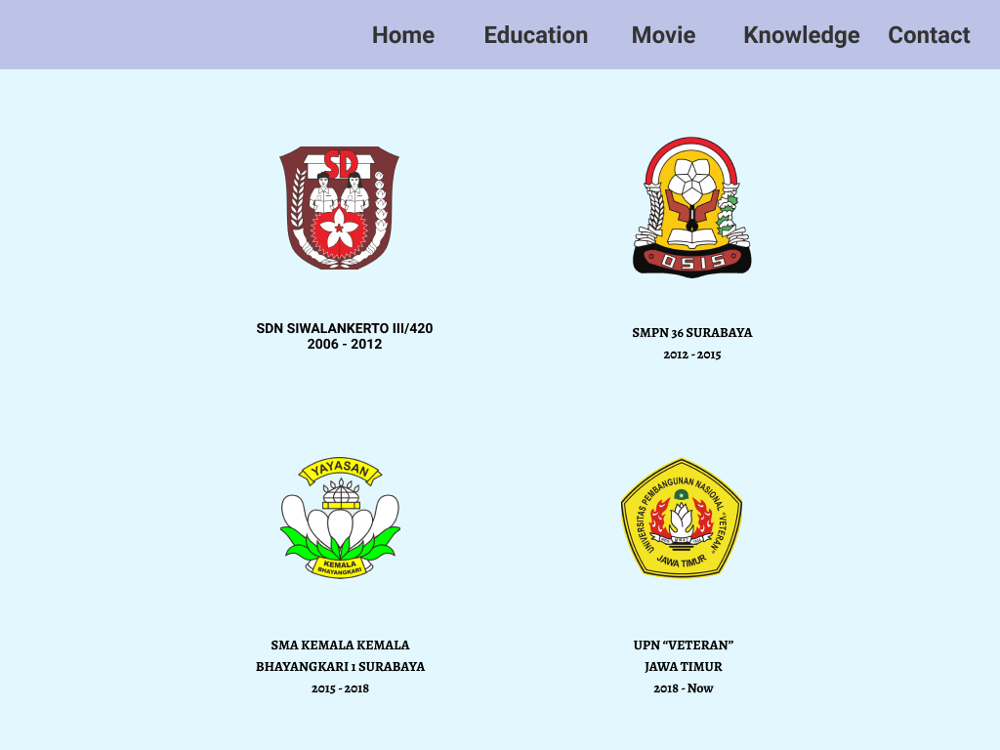 Home Education Movie Knowledge Contact
SD
OSIS
SDN SIWALANKERTO III/420
2006 - 2012
SMPN 36 SURABAYA
2012 - 2015
YAYASAN
KEMALA
BHAYANGKARI
UNIVERSITAS PEMBANGUNAN NASIONAL "VETERAN"
JAWA TIMUR
SMA KEMALA KEMALA
BHAYANGKARI 1 SURABAYA
2015 - 2018
UPN “VETERAN”
JAWA TIMUR
2018 - Now